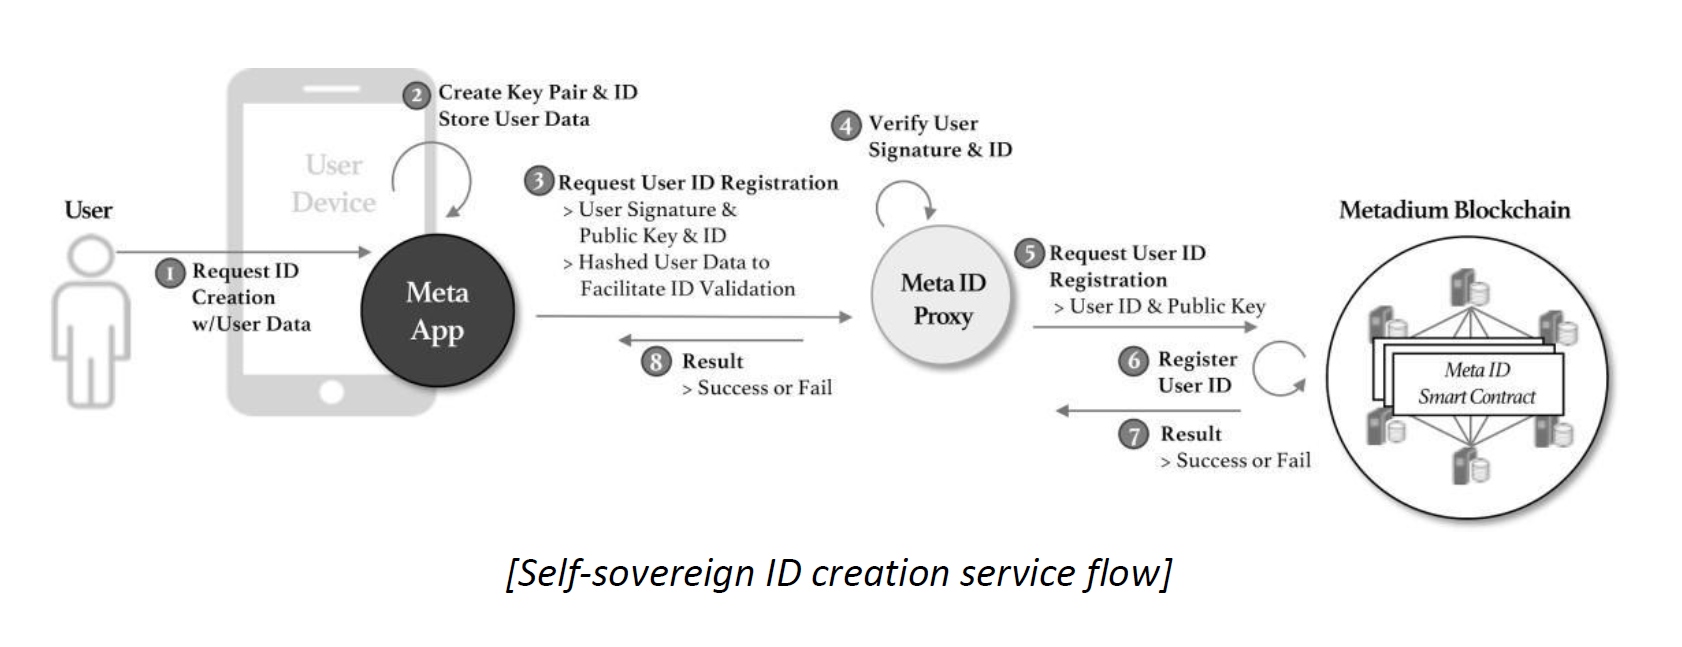 User
User
Device
1 Request ID
Creation
w/User Data
2 Create Key Pair & ID
Store User Data
Meta
App
3 Request User ID Registration
> User Signature &
Public Key & ID
> Hashed User Data to
Facilitate ID Validation
8 Result
> Success or Fail
4 Verify User
Signature & ID
Meta ID
Proxy
5 Request User ID
Registration
> User ID & Public Key
6 Register
User ID
7 Result
> Success or Fail
Metadium Blockchain
Meta ID
Smart Contract
[Self-sovereign ID creation service flow]